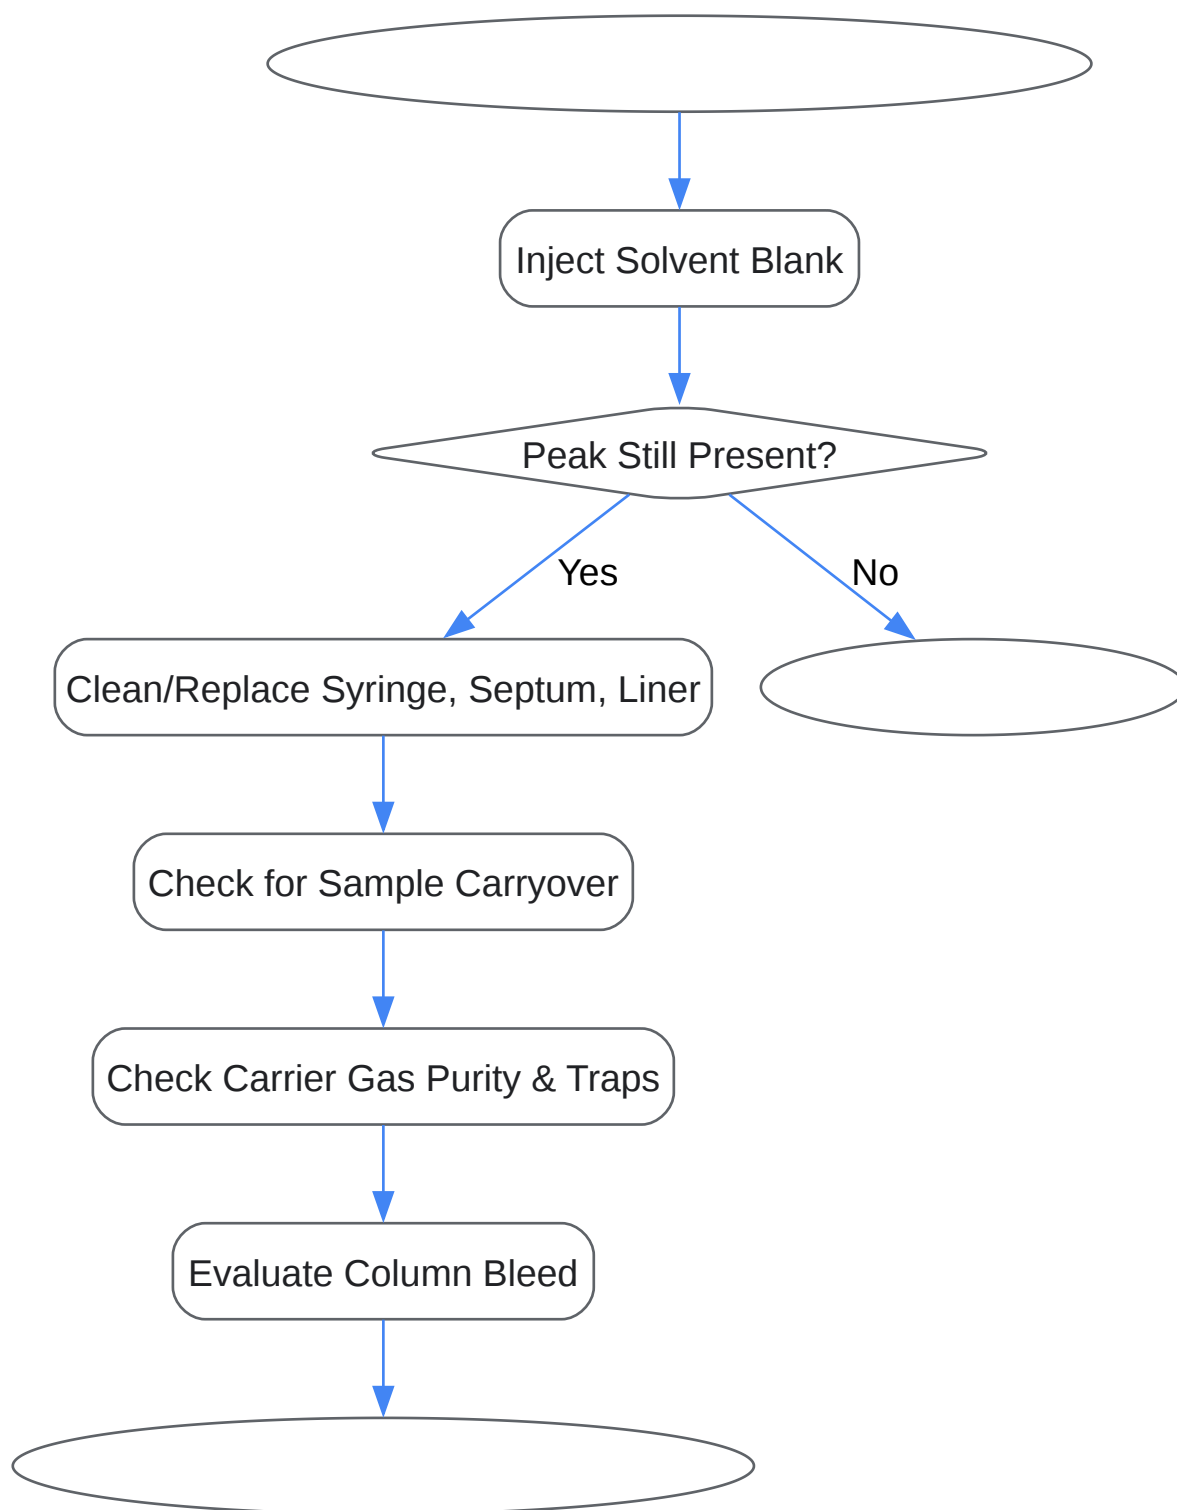 Inject Solvent Blank
Peak Still Present?
Yes
No
Clean/Replace Syringe, Septum, Liner
Check for Sample Carryover
Check Carrier Gas Purity & Traps
Evaluate Column Bleed